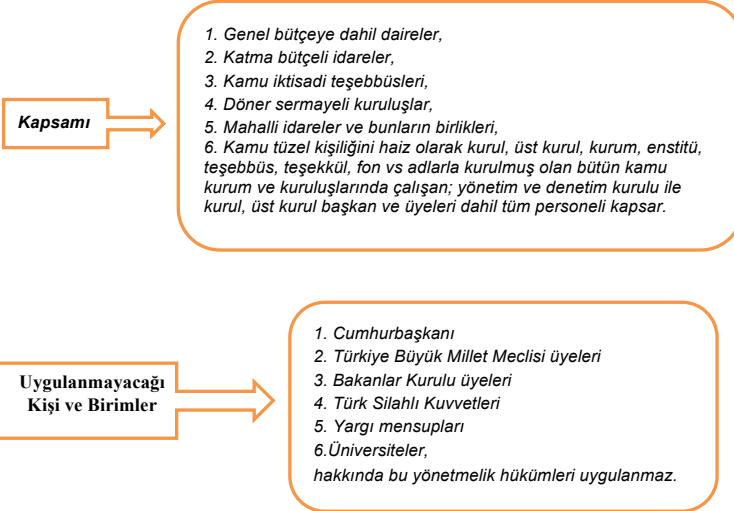 Kapsamı
1. Genel bütçeye dahil daireler,
2. Katma bütçeli idareler,
3. Kamu iktisadi teşebbüsleri,
4. Döner sermayeli kuruluşlar,
5. Mahalli idareler ve bunların birlikleri,
6. Kamu tüzel kişiliğini haiz olarak kurul, üst kurul, kurum, enstitü,
teşebbüs, teşekkül, fon vs adlarla kurulmuş olan bütün kamu
kurum ve kuruluşlarında çalışan; yönetim ve denetim kurulu ile
kurul, üst kurul başkan ve üyeleri dahil tüm personeli kapsar.
Uygulanmayacağı
Kişi ve Birimler
1. Cumhurbaşkanı
2. Türkiye Büyük Millet Meclisi üyeleri
3. Bakanlar Kurulu üyeleri
4. Türk Silahlı Kuvvetleri
5. Yargı mensupları
6.Üniversiteler,
hakkında bu yönetmelik hükümleri uygulanmaz.